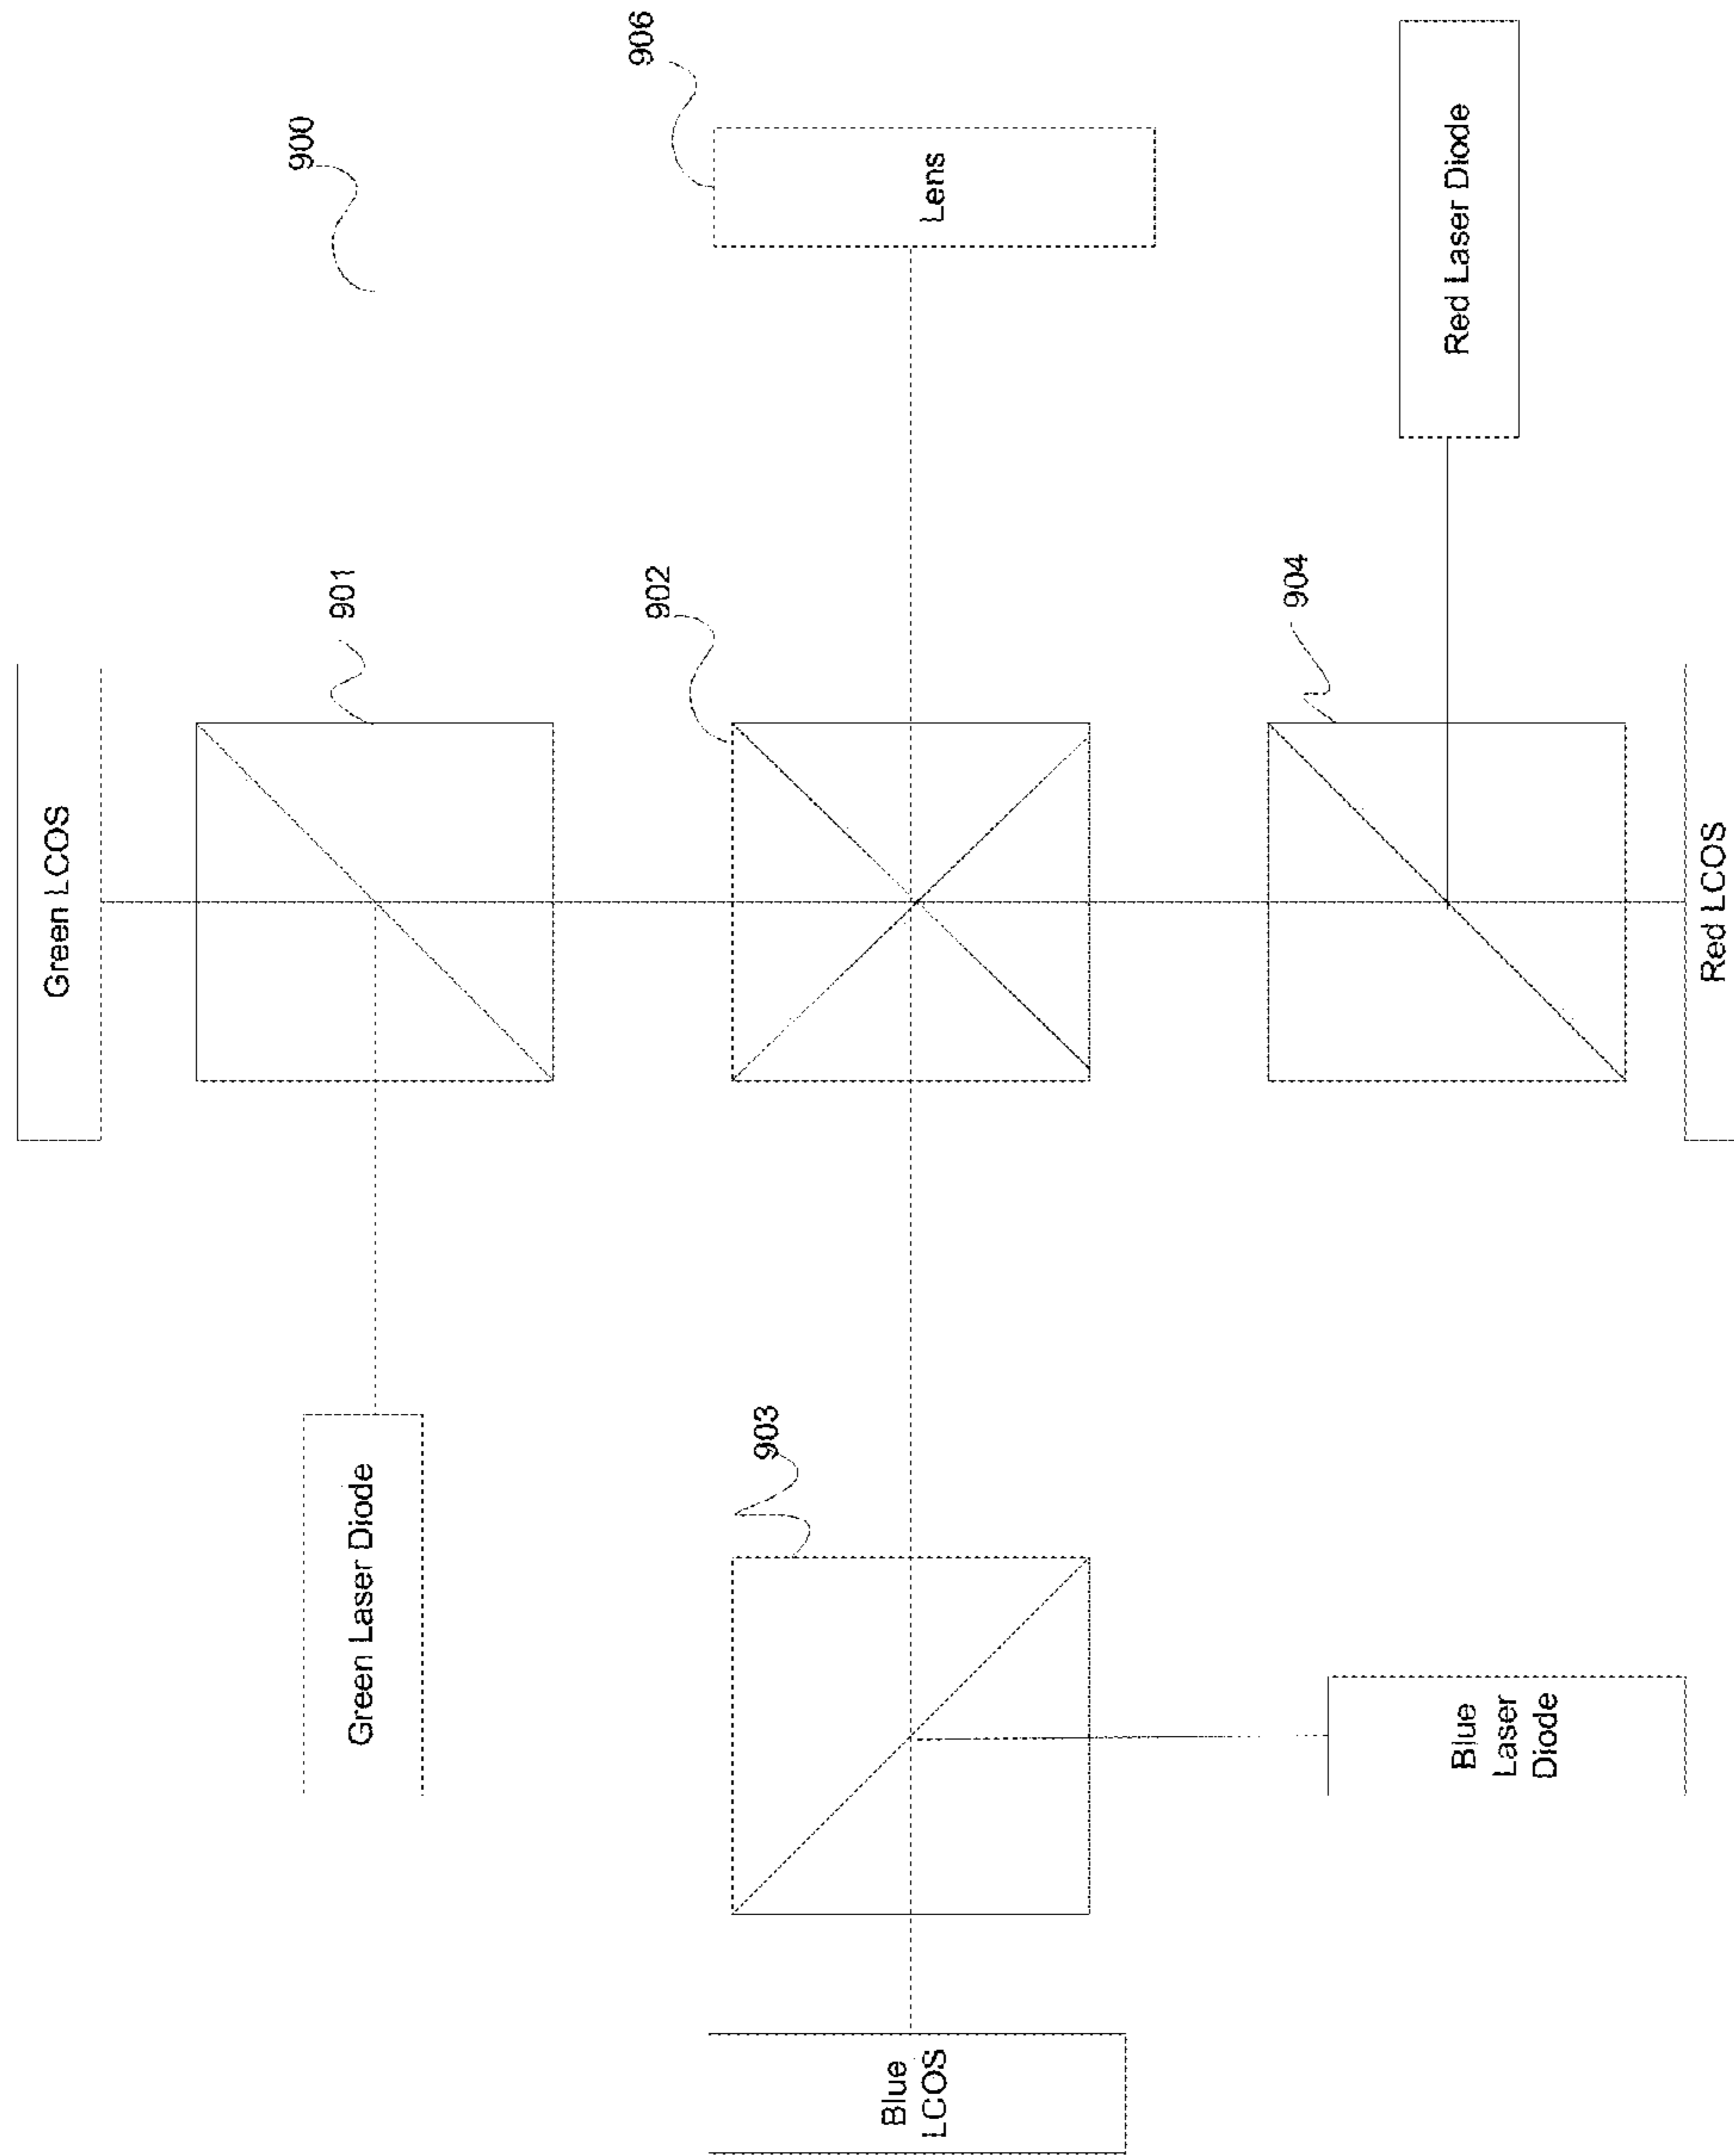 Green LCOS
900
906
901
Lens
902
Green Laser Diode
903
904
Red Laser Diode
Blue
LCOS
Blue
Laser
Diode
Red LCOS